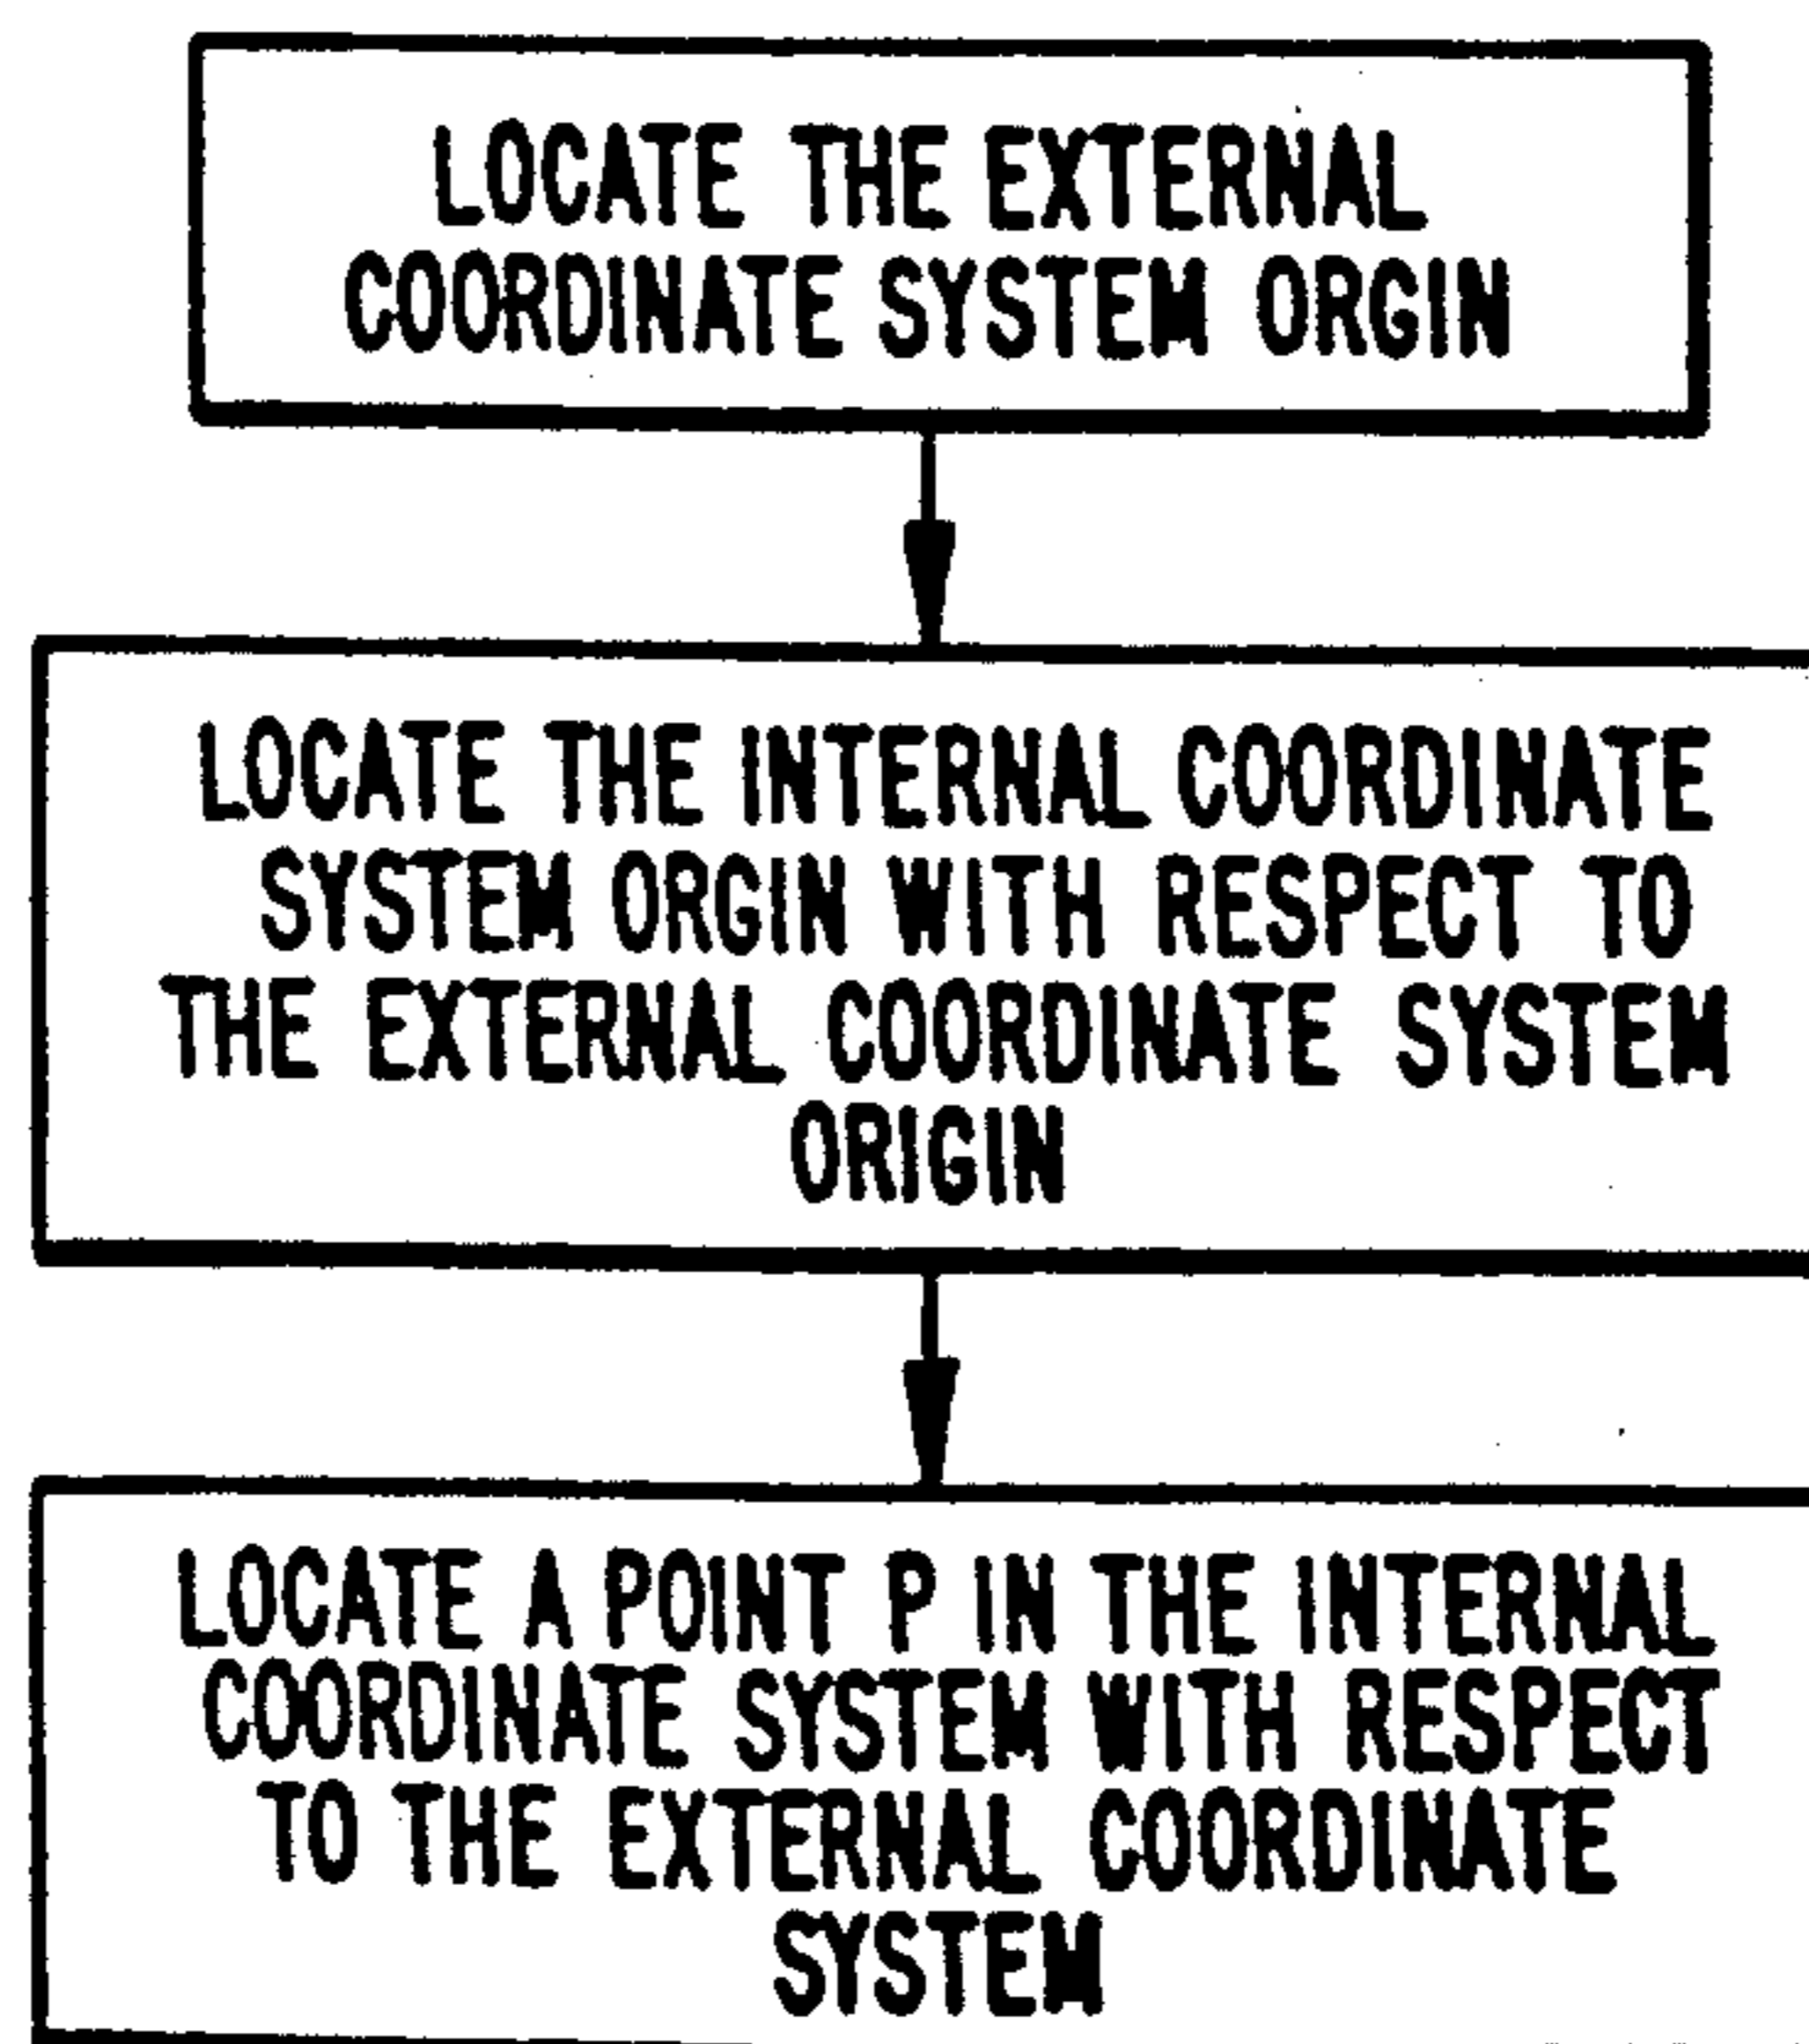 LOCATE THE EXTERNAL
COORDINATE SYSTEM ORGIN
LOCATE THE INTERNAL COORDINATE
SYSTEM ORGIN WITH RESPECT TO
THE EXTERNAL COORDINATE SYSTEM
ORIGIN
LOCATE A POINT P IN THE INTERNAL
COORDINATE SYSTEM WITH RESPECT
TO THE EXTERNAL COORDINATE
SYSTEM